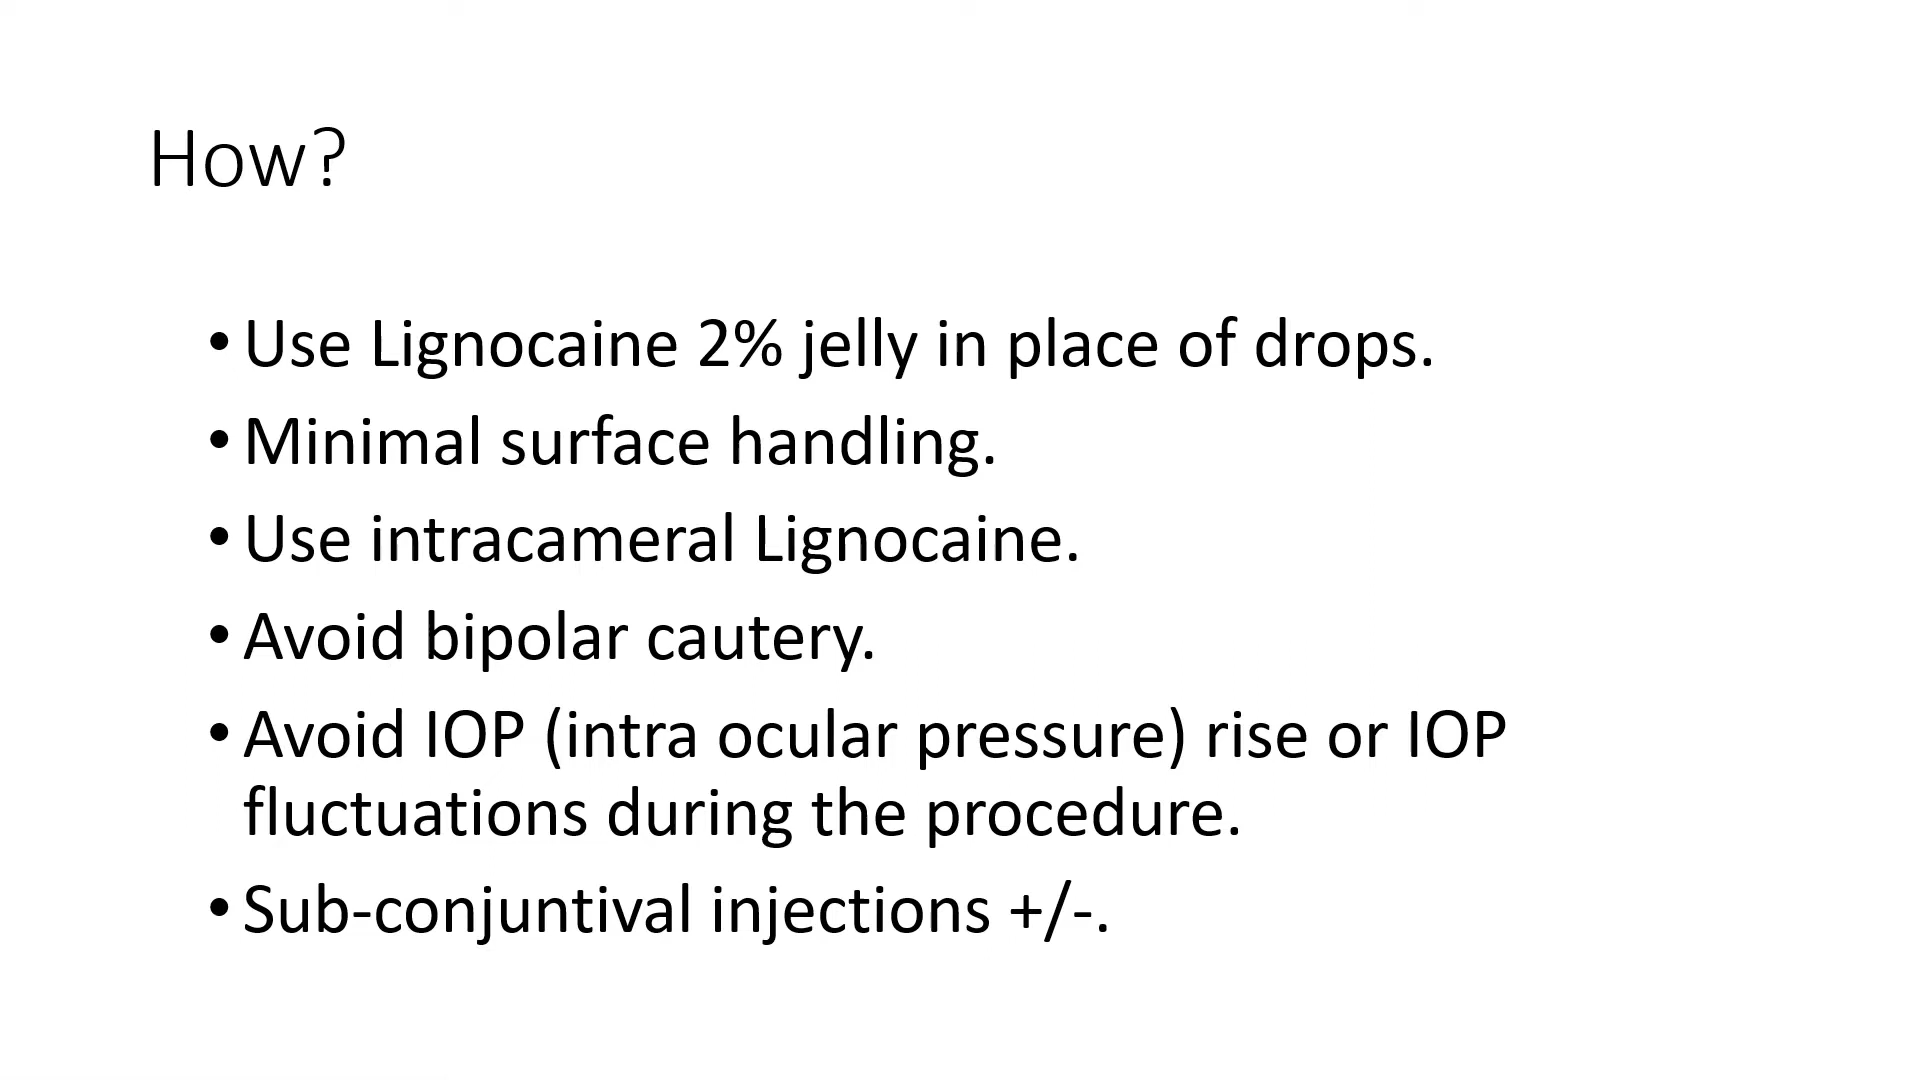 How?
• Use Lignocaine 2% jelly in place of drops.
• Minimal surface handling.
• Use intracameral Lignocaine.
• Avoid bipolar cautery.
• Avoid IOP (intra ocular pressure) rise or IOP
fluctuations during the procedure.
• Sub-conjuntival injections +/-.